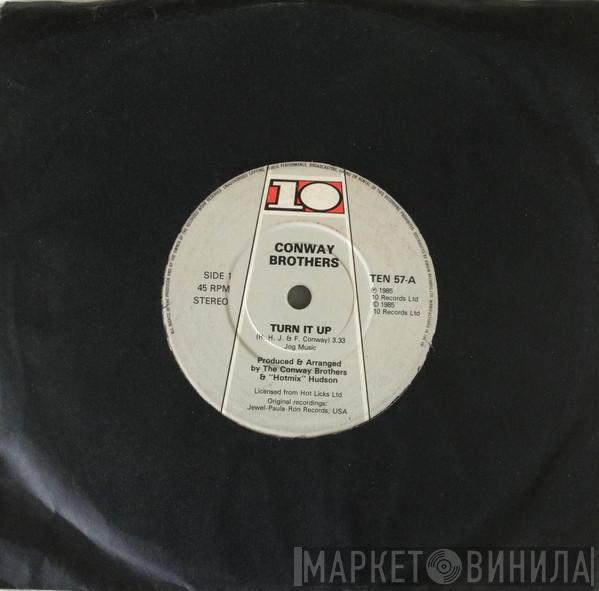 10
CONWAY
BROTHERS
SIDE 1
45 RPM
STEREO
TEN 57-A
℗ 1985
10 Records Ltd
© 1985
10 Records Ltd
TURN IT UP
(H. H. J. & F. Conway) 3.33
Jog Music
Produced & Arranged
by The Conway Brothers
& "Hotmix" Hudson
Licensed from Hot Licks Ltd
Original recordings:
Jewel-Paula-Ron Records, USA
МАРКЕТ ВИНИЛА